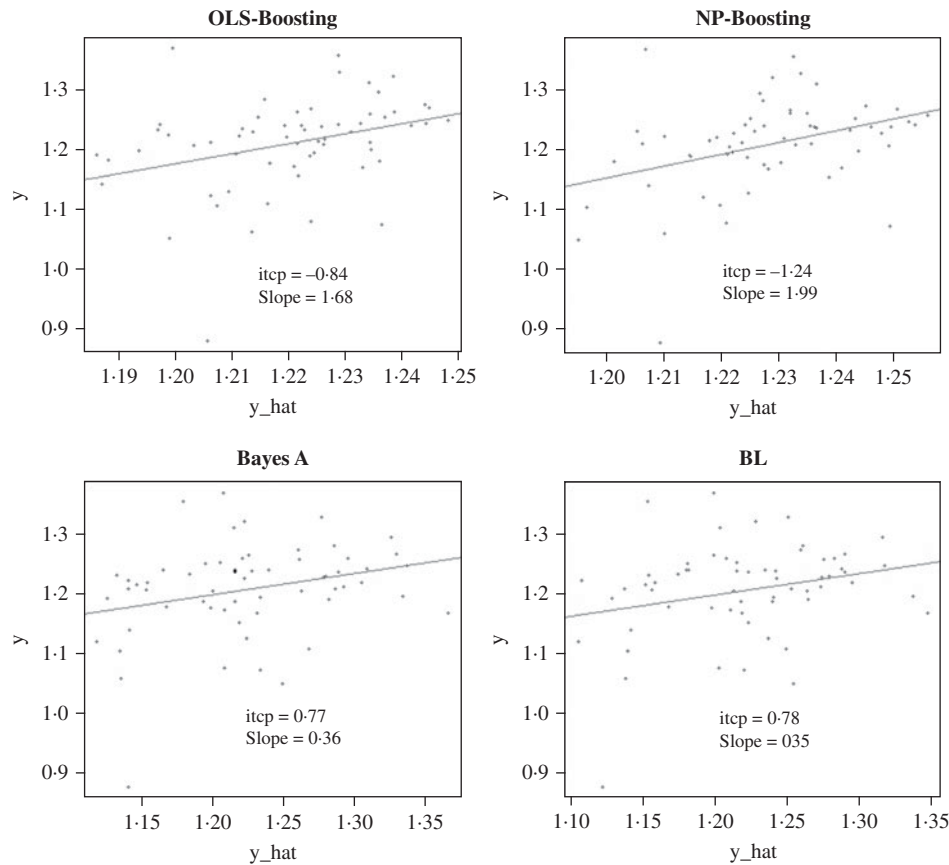 OLS-Boosting
1·3
1·2
1·1
1·0
0·9
y
itcp = –0·84
Slope = 1·68
1·19 1·20 1·21 1·22 1·23 1·24 1·25
y_hat
NP-Boosting
1·3
1·2
1·1
1·0
0·9
y
itcp = –1·24
Slope = 1·99
1·20 1·21 1·22 1·23 1·24 1·25
y_hat
Bayes A
1·3
1·2
1·1
1·0
0·9
y
itcp = 0·77
Slope = 0·36
1·15 1·20 1·25 1·30 1·35
y_hat
BL
1·3
1·2
1·1
1·0
0·9
y
itcp = 0·78
Slope = 035
1·10 1·15 1·20 1·25 1·30 1·35
y_hat